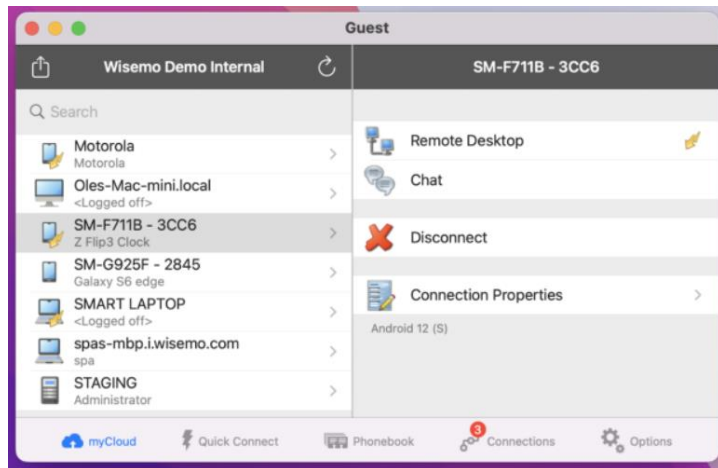 Guest
Wisemo Demo Internal
SM-F711B - 3CC6
Search
Motorola
Motorola
Oles-Mac-mini.local
<Logged off>
SM-F711B - 3CC6
Z Flip3 Clock
SM-G925F - 2845
Galaxy S6 edge
SMART LAPTOP
<Logged off>
spas-mbp.i.wisemo.com
spa
STAGING
Administrator
Remote Desktop
Chat
Disconnect
Connection Properties
Android 12 (S)
myCloud
Quick Connect
Phonebook
3
Connections
Options